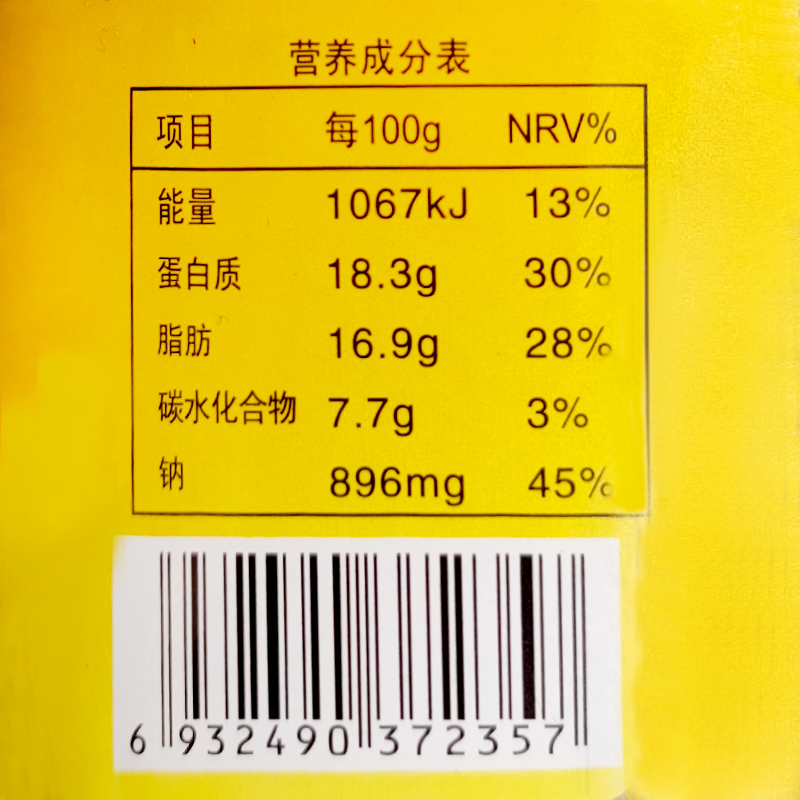 营养成分表
项目 每100g NRV%
能量 1067kJ 13%
蛋白质 18.3g 30%
脂肪 16.9g 28%
碳水化合物 7.7g 3%
钠 896mg 45%
6 932490 372357